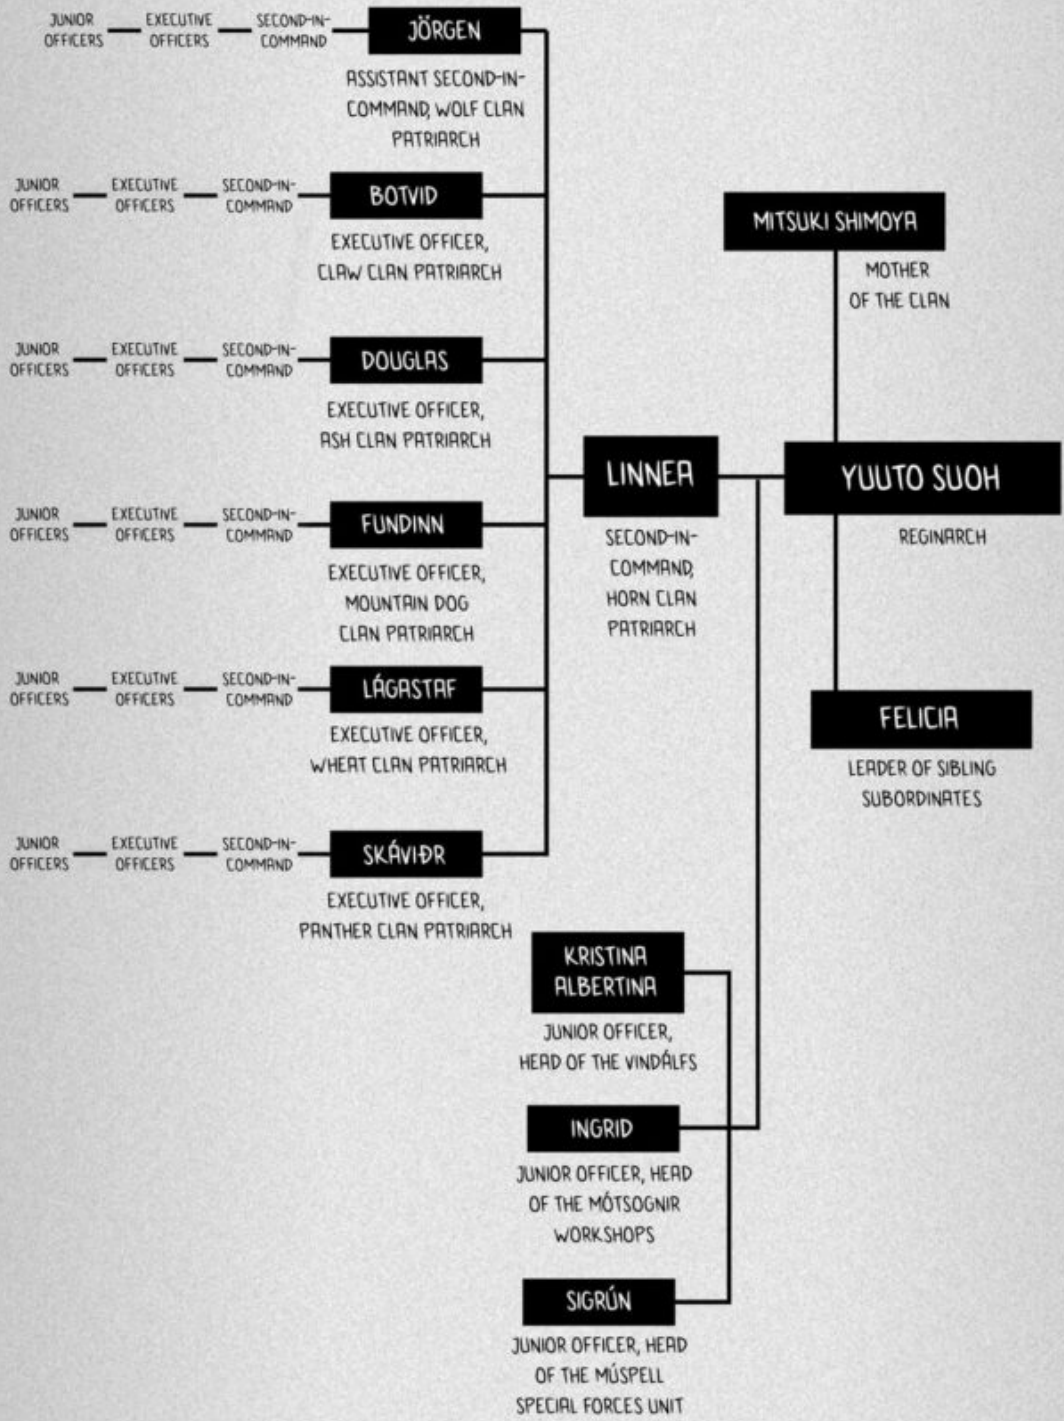 JUNIOR
OFFICERS
EXECUTIVE
OFFICERS
SECOND-IN-
COMMAND
JÖRGEN
ASSISTANT SECOND-IN-
COMMAND, WOLF CLAN
PATRIARCH
JUNIOR
OFFICERS
EXECUTIVE
OFFICERS
SECOND-IN-
COMMAND
BOTVID
EXECUTIVE OFFICER,
CLAW CLAN PATRIARCH
JUNIOR
OFFICERS
EXECUTIVE
OFFICERS
SECOND-IN-
COMMAND
DOUGLAS
EXECUTIVE OFFICER,
ASH CLAN PATRIARCH
JUNIOR
OFFICERS
EXECUTIVE
OFFICERS
SECOND-IN-
COMMAND
FUNDINN
EXECUTIVE OFFICER,
MOUNTAIN DOG
CLAN PATRIARCH
JUNIOR
OFFICERS
EXECUTIVE
OFFICERS
SECOND-IN-
COMMAND
LÁGASTAF
EXECUTIVE OFFICER,
WHEAT CLAN PATRIARCH
JUNIOR
OFFICERS
EXECUTIVE
OFFICERS
SECOND-IN-
COMMAND
SKÁVIÐR
EXECUTIVE OFFICER,
PANTHER CLAN PATRIARCH
LINNEA
SECOND-IN-
COMMAND,
HORN CLAN
PATRIARCH
MITSUKI SHIMOYA
MOTHER
OF THE CLAN
YUUTO SUOH
REGINARCH
FELICIA
LEADER OF SIBLING
SUBORDINATES
KRISTINA
ALBERTINA
JUNIOR OFFICER,
HEAD OF THE VINDÁLFS
INGRID
JUNIOR OFFICER, HEAD
OF THE MÓTSOGNIR
WORKSHOPS
SIGRÚN
JUNIOR OFFICER, HEAD
OF THE MÚSPELL
SPECIAL FORCES UNIT